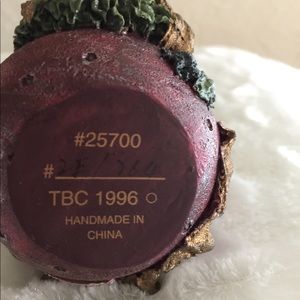 #25700
#
TBC 1996
HANDMADE IN
CHINA